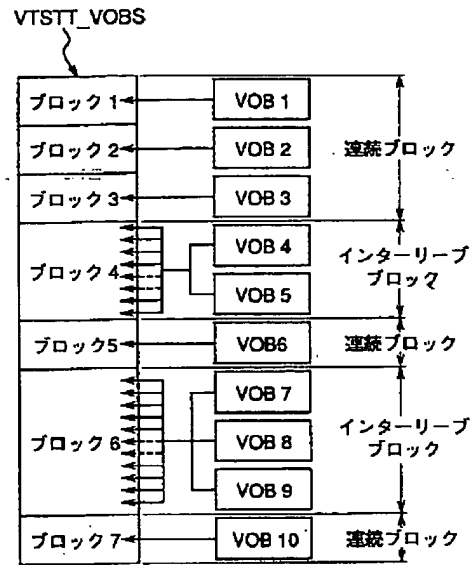 VTSTT_VOBS
ブロック 1
VOB 1
ブロック 2
VOB 2
連続ブロック
ブロック 3
VOB 3
ブロック 4
VOB 4
VOB 5
インターリーブ
ブロック
ブロック5
VOB6
連続ブロック
ブロック 6
VOB 7
VOB 8
VOB 9
インターリーブ
ブロック
ブロック 7
VOB 10
連続ブロック